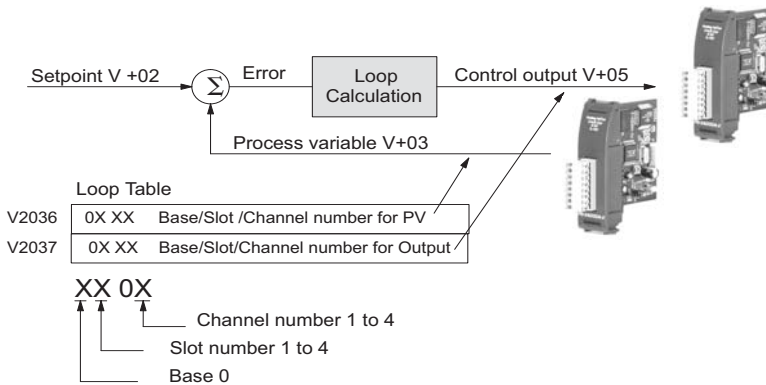 Setpoint V +02
Σ
Error
Loop
Calculation
Control output V+05
Process variable V+03
Loop Table
V2036 0X XX Base/Slot /Channel number for PV
V2037 0X XX Base/Slot/Channel number for Output
XX 0X
Channel number 1 to 4
Slot number 1 to 4
Base 0